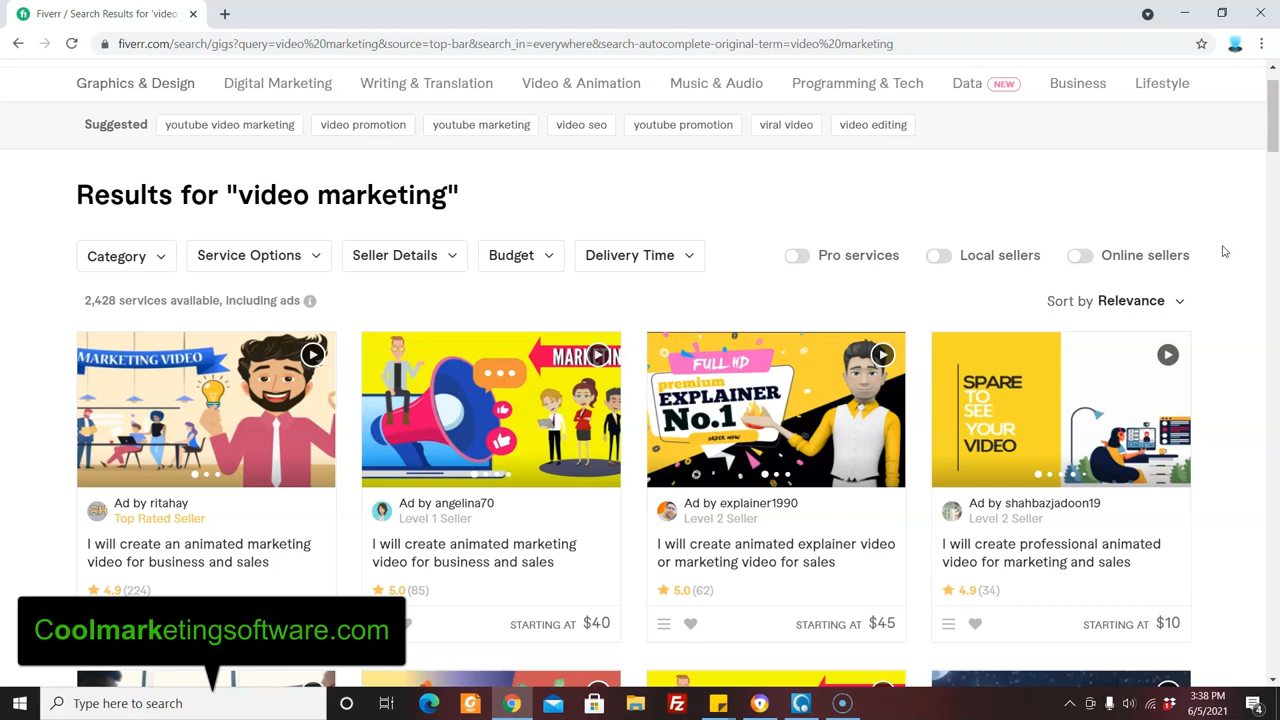 Fiverr / Search Results for 'video
fiverr.com/search/gigs?query=video%20marketing&source=top-bar&search_in=everywhere&search-autocomplete-original-term=video%20marketing
Graphics & Design Digital Marketing Writing & Translation Video & Animation Music & Audio Programming & Tech Data NEW Business Lifestyle
Suggested youtube video marketing video promotion youtube marketing video seo youtube promotion viral video video editing
Results for "video marketing"
Category Service Options Seller Details Budget Delivery Time Pro services Local sellers Online sellers
2,428 services available, including ads
Sort by Relevance
MARKETING VIDEO
MARKETIN
FULL HD
premium
EXPLAINER
No.1
ORDER NOW
SPARE
TO
SEE
YOUR
VIDEO
Ad by ritahay
Top Rated Seller
I will create an animated marketing
video for business and sales
4.9 (224)
Ad by angelina70
Level 1 Seller
I will create animated marketing
video for business and sales
5.0 (85)
STARTING AT $40
Ad by explainer1990
Level 2 Seller
I will create animated explainer video
or marketing video for sales
5.0 (62)
STARTING AT $45
Ad by shahbazjadoon19
Level 2 Seller
I will create professional animated
video for marketing and sales
4.9 (34)
STARTING AT $10
Coolmarketingsoftware.com
Type here to search
3:38 PM
6/5/2021